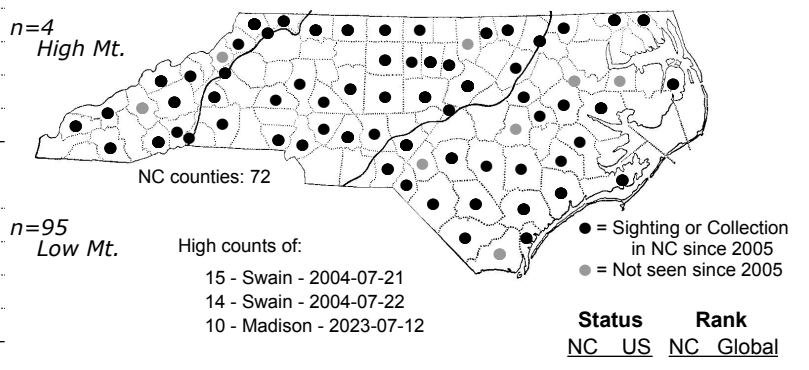 n=4
High Mt.
NC counties: 72
n=95
Low Mt.
High counts of:
15 - Swain - 2004-07-21
14 - Swain - 2004-07-22
10 - Madison - 2023-07-12
● = Sighting or Collection
in NC since 2005
● = Not seen since 2005
Status Rank
NC US NC Global